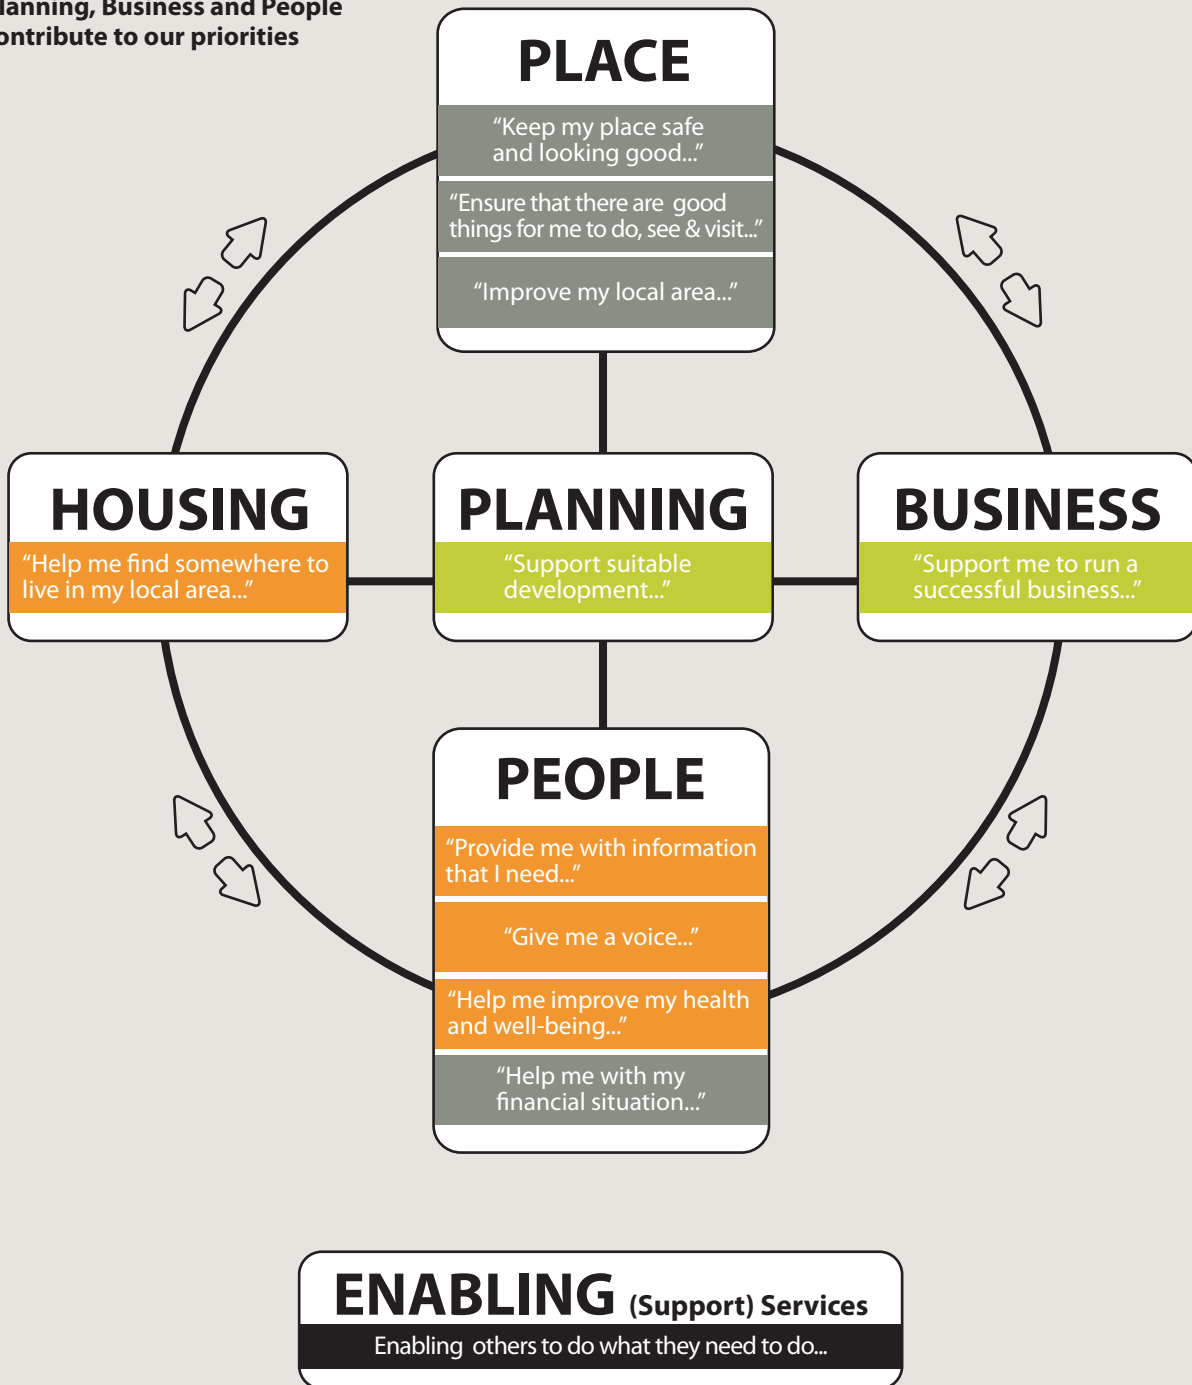 Business and People
to our priorities
PLACE
“Keep my place safe
and looking good...”
“Ensure that there are good
things for me to do, see & visit...”
“Improve my local area...”
HOUSING
“Help me find somewhere to
live in my local area...”
PLANNING
“Support suitable
development...”
BUSINESS
“Support me to run a
successful business...”
PEOPLE
“Provide me with information
that I need...”
“Give me a voice...”
“Help me improve my health
and well-being...”
“Help me with my
financial situation...”
ENABLING (Support) Services
Enabling others to do what they need to do...